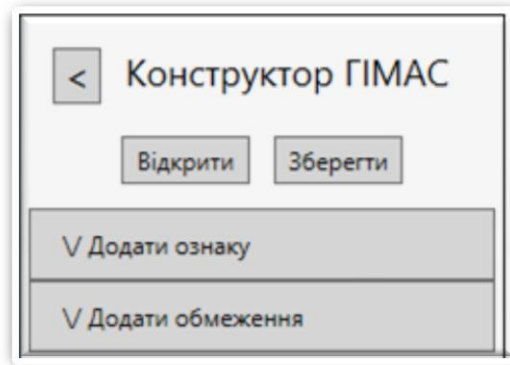 < Конструктор ГІМАС
Відкрити Зберегти
\/ Додати ознаку
\/ Додати обмеження